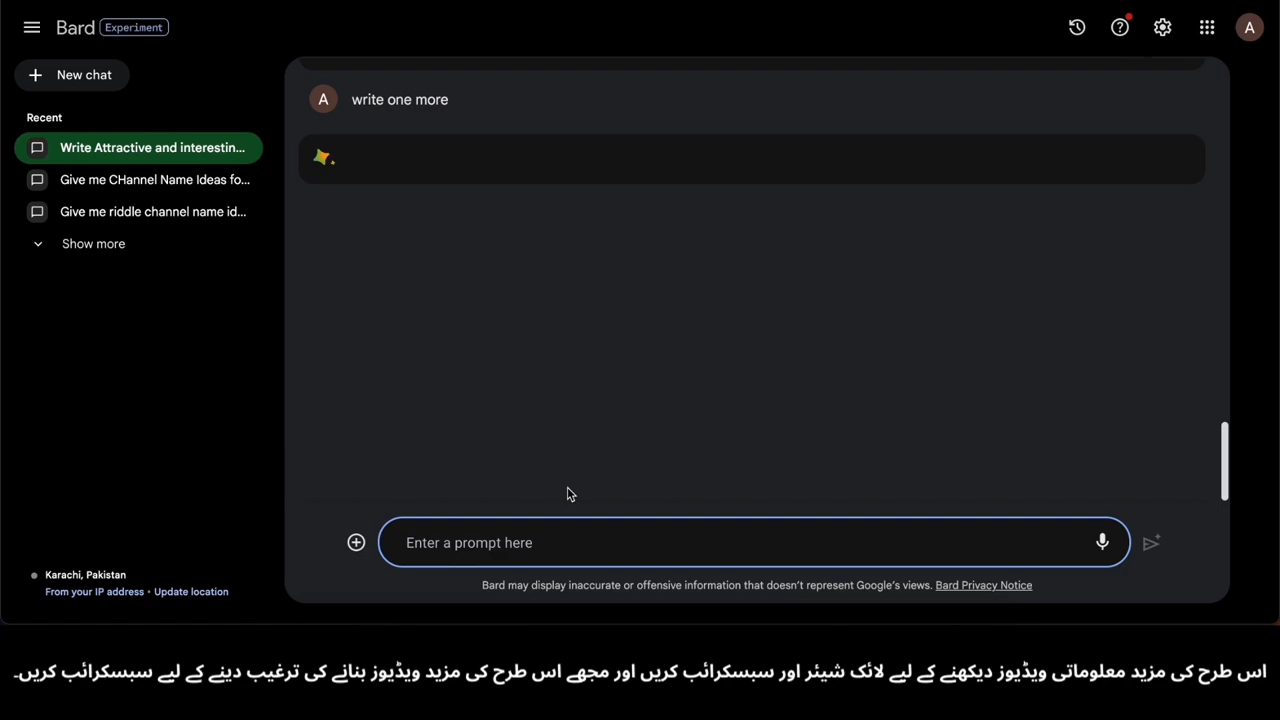 Bard Experiment
A
New chat
Recent
Write Attractive and interestin...
Give me CHannel Name Ideas fo...
Give me riddle channel name id...
Show more
A write one more
Enter a prompt here
Bard may display inaccurate or offensive information that doesn't represent Google's views. Bard Privacy Notice
Karachi, Pakistan
From your IP address • Update location
اس طرح کی مزید معلوماتی ویڈیوز دیکھنے کے لیے لائک شیئر اور سبسکرائب کریں اور مجھے اس طرح کی مزید ویڈیوز بنانے کی ترغیب دینے کے لیے سبسکرائب کریں۔